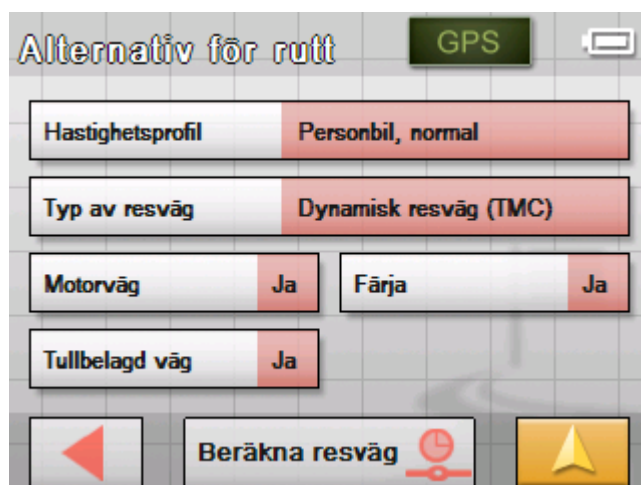 Alternativ för rutt
GPS
Hastighetsprofil Personbil, normal
Typ av resväg Dynamisk resväg (TMC)
Motorväg Ja Färja Ja
Tullbelagd väg Ja
Beräkna resväg